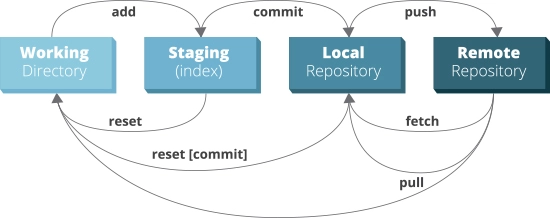 add
commit
push
Working
Directory
Staging
(index)
Local
Repository
Remote
Repository
reset
fetch
reset [commit]
pull